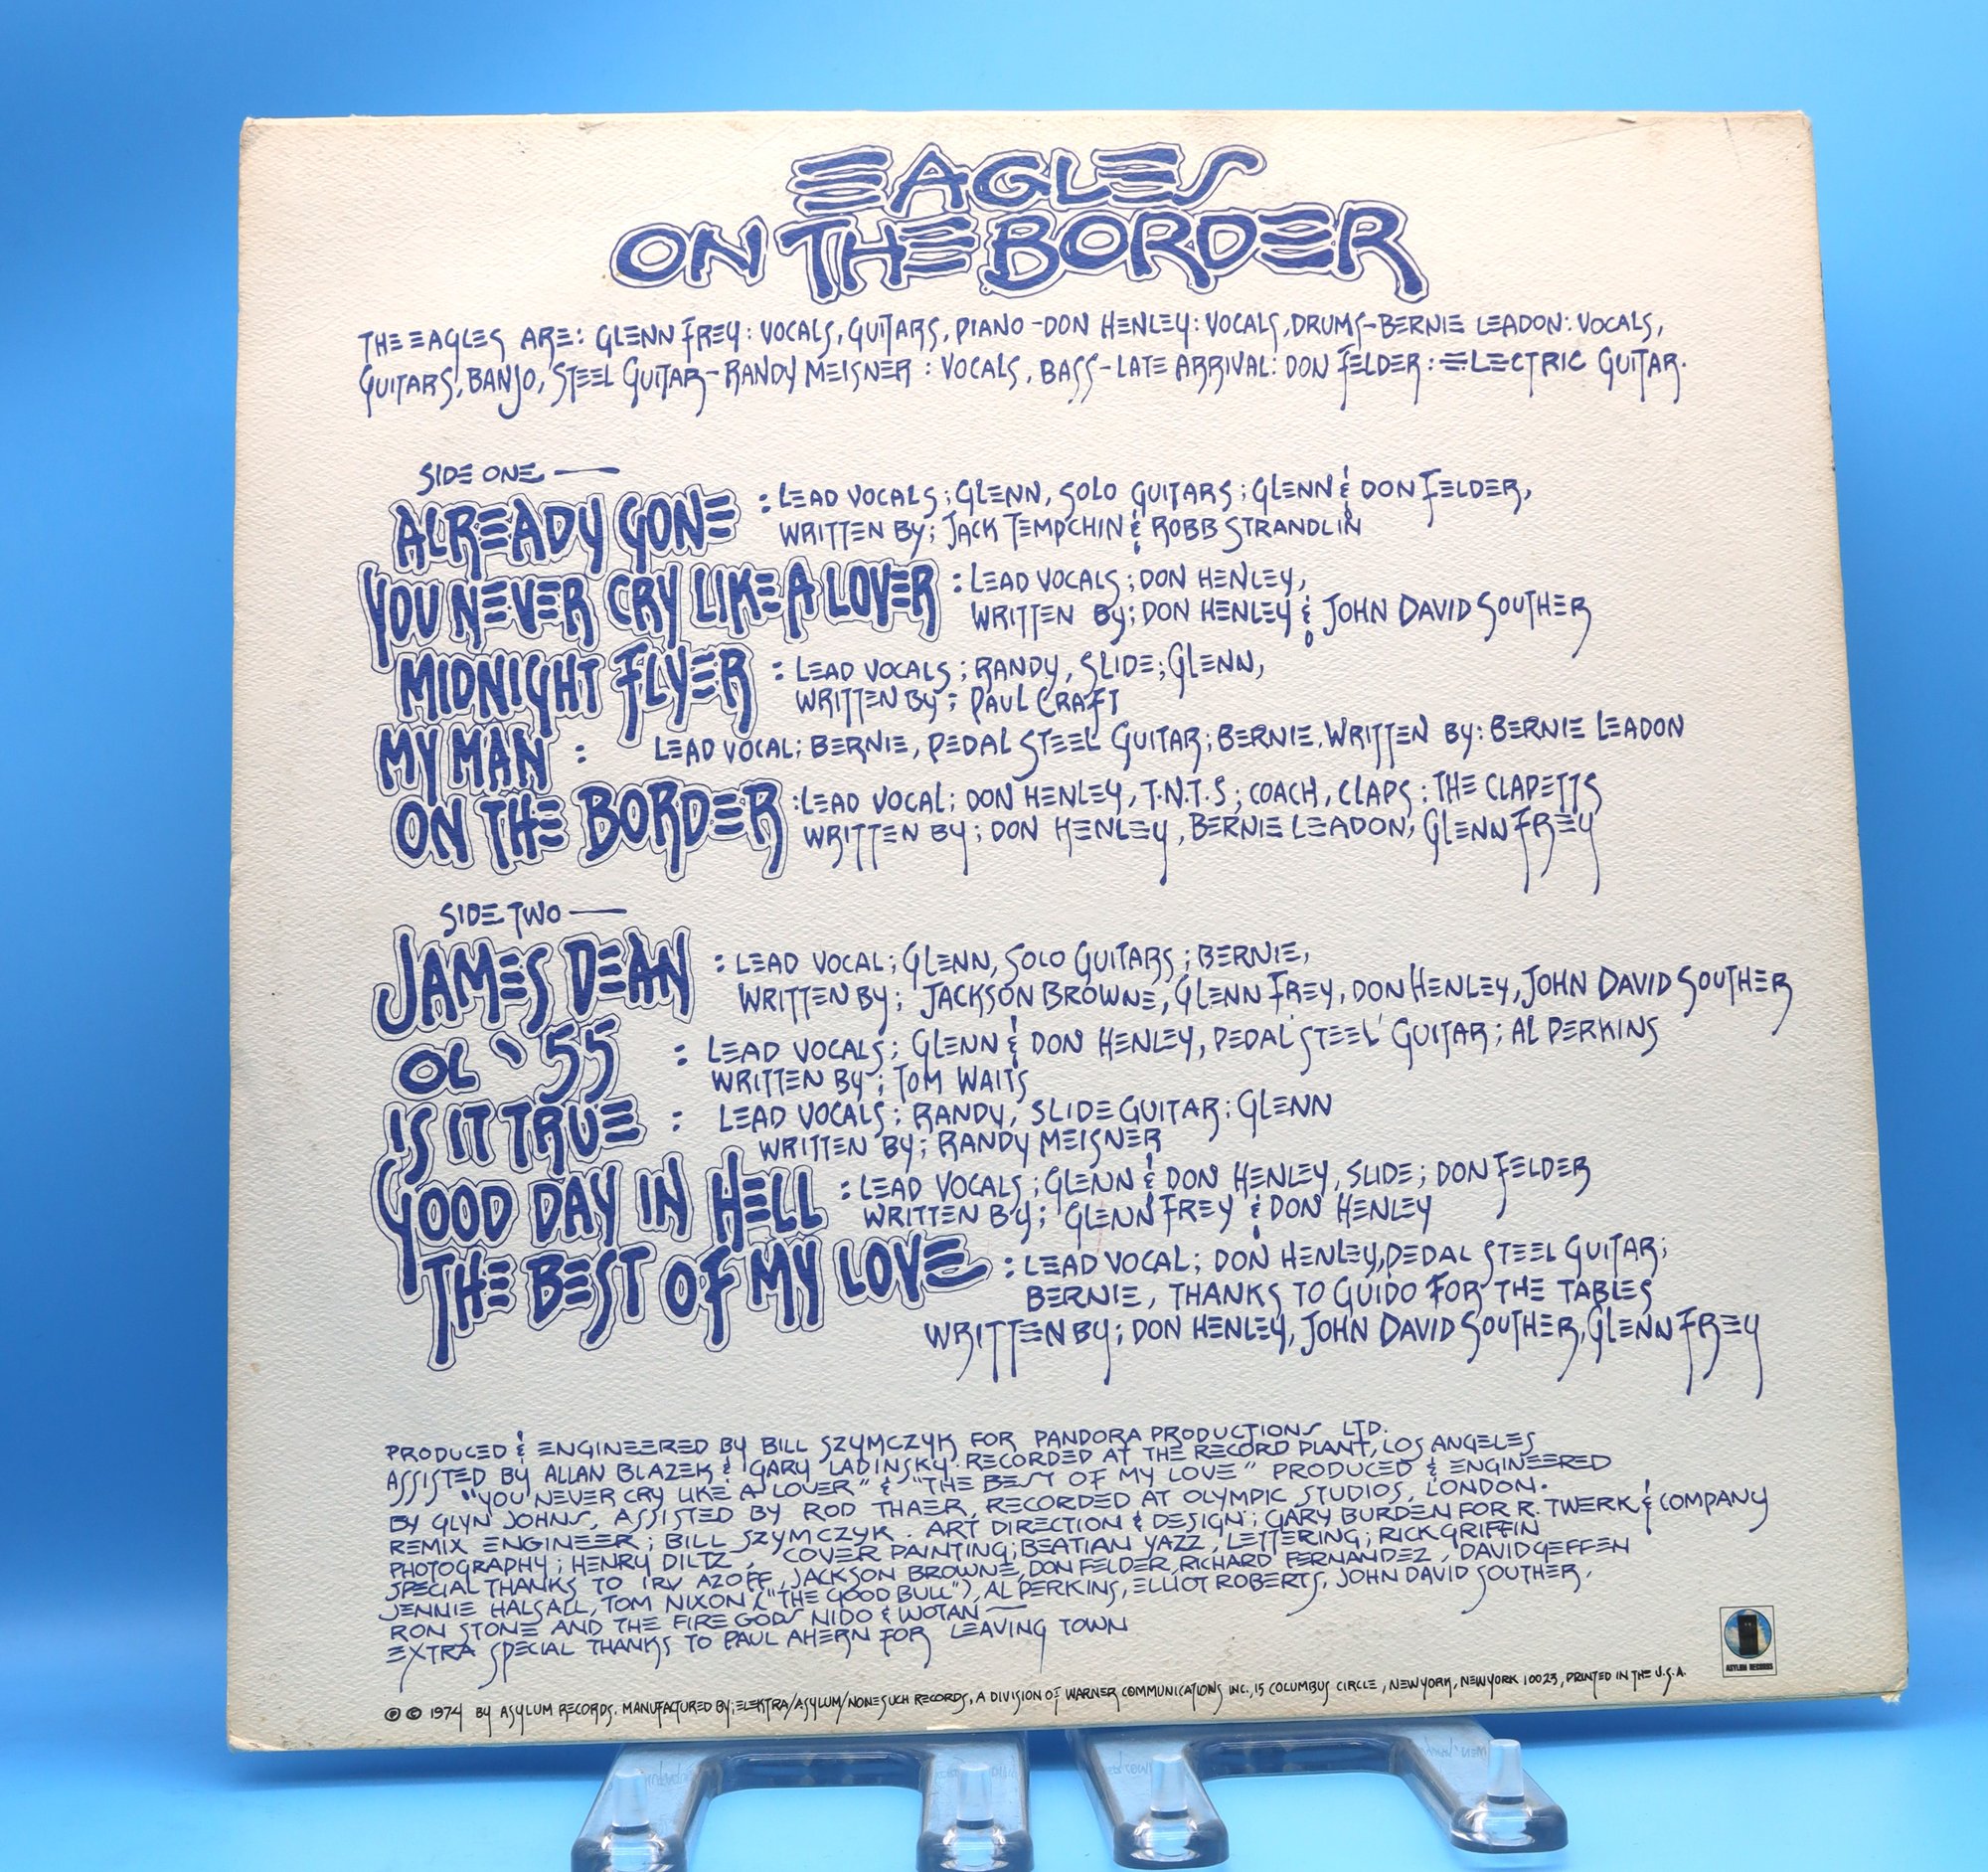 EAGLES
ON THE BORDER
THE EAGLES ARE: GLENN FREY: VOCALS, GUITARS, PIANO - DON HENLEY: VOCALS, DRUMS - BERNIE LEADON: VOCALS,
GUITARS, BANJO, STEEL GUITAR - RANDY MEISNER : VOCALS, BASS - LATE ARRIVAL: DON FELDER: ELECTRIC GUITAR.
SIDE ONE —
ALREADY GONE : LEAD VOCALS; GLENN, SOLO GUITARS; GLENN & DON FELDER,
WRITTEN BY; JACK TEMPCHIN & ROBB STRANDLIN
YOU NEVER CRY LIKE A LOVER : LEAD VOCALS; DON HENLEY,
WRITTEN BY; DON HENLEY & JOHN DAVID SOUTHER
MIDNIGHT FLYER : LEAD VOCALS; RANDY, SLIDE; GLENN,
WRITTEN BY; PAUL CRAFT
MY MAN : LEAD VOCAL; BERNIE, PEDAL STEEL GUITAR; BERNIE, WRITTEN BY: BERNIE LEADON
ON THE BORDER : LEAD VOCAL; DON HENLEY, T.N.T.S; COACH, CLAPS; THE CLAPETTS
WRITTEN BY; DON HENLEY, BERNIE LEADON, GLENN FREY
SIDE TWO —
JAMES DEAN : LEAD VOCAL; GLENN, SOLO GUITARS; BERNIE,
WRITTEN BY; JACKSON BROWNE, GLENN FREY, DON HENLEY, JOHN DAVID SOUTHER
OL '55 : LEAD VOCALS; GLENN & DON HENLEY, PEDAL STEEL GUITAR; AL PERKINS
WRITTEN BY; TOM WAITS
IS IT TRUE : LEAD VOCALS; RANDY, SLIDE GUITAR; GLENN
WRITTEN BY; RANDY MEISNER
GOOD DAY IN HELL : LEAD VOCALS; GLENN & DON HENLEY, SLIDE; DON FELDER
WRITTEN BY; GLENN FREY & DON HENLEY
THE BEST OF MY LOVE : LEAD VOCAL; DON HENLEY, PEDAL STEEL GUITAR;
BERNIE, THANKS TO GUIDO FOR THE TABLES
WRITTEN BY; DON HENLEY, JOHN DAVID SOUTHER, GLENN FREY
PRODUCED & ENGINEERED BY BILL SZYMCZYK FOR PANDORA PRODUCTIONS LTD.
ASSISTED BY ALLAN BLAZEK & GARY LADINSKY. RECORDED AT THE RECORD PLANT, LOS ANGELES
"YOU NEVER CRY LIKE A LOVER" & "THE BEST OF MY LOVE" PRODUCED & ENGINEERED
BY GLYN JOHNS, ASSISTED BY ROD THAER, RECORDED AT OLYMPIC STUDIOS, LONDON.
REMIX ENGINEER; BILL SZYMCZYK. ART DIRECTION & DESIGN; GARY BURDEN FOR R. TWERK & COMPANY
PHOTOGRAPHY; HENRY DILTZ, COVER PAINTING; BEATIAN YAZZ, LETTERING; RICK GRIFFIN
SPECIAL THANKS TO IRV AZOFF, JACKSON BROWNE, DON FELDER, RICHARD FERNANDEZ, DAVID GEFFEN
JENNIE HALSALL, TOM NIXON ("THE GOOD BULL"), AL PERKINS, ELLIOT ROBERTS, JOHN DAVID SOUTHER,
RON STONE AND THE FIRE GODS NIDO & WOTAN —
EXTRA SPECIAL THANKS TO PAUL AHERN FOR LEAVING TOWN
ASYLUM RECORDS
℗ © 1974 BY ASYLUM RECORDS. MANUFACTURED BY; ELEKTRA/ASYLUM/NONESUCH RECORDS, A DIVISION OF WARNER COMMUNICATIONS INC., 15 COLUMBUS CIRCLE, NEW YORK, NEW YORK 10023, PRINTED IN THE U.S.A.